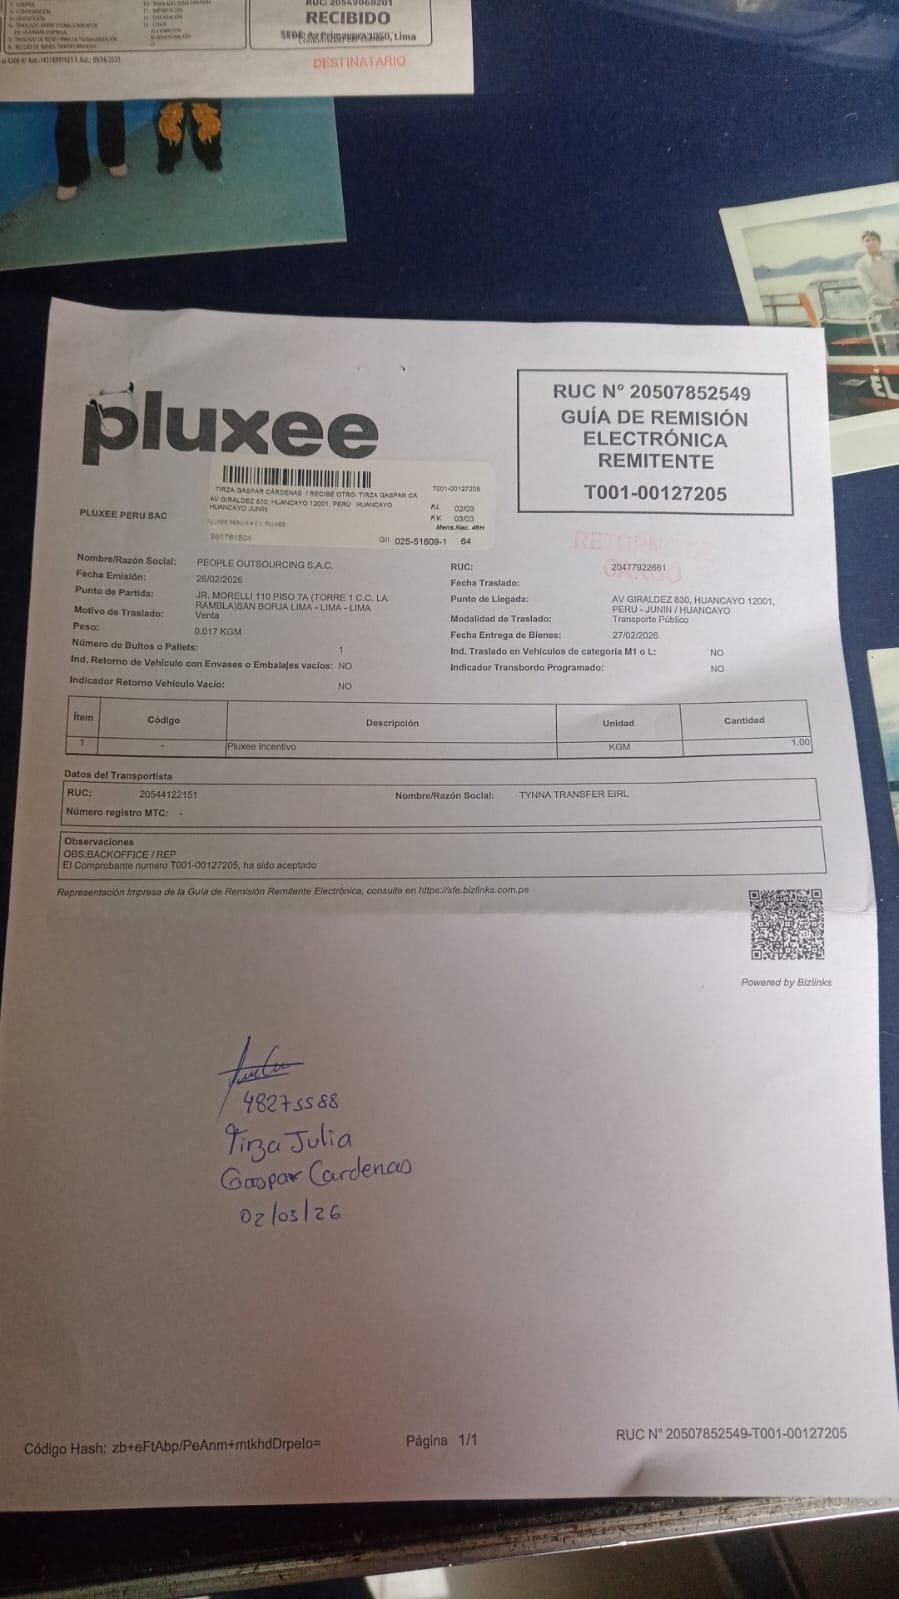 RUC: 20549068201
RECIBIDO
DESTINATARIO
pluxee
RUC N° 20507852549
GUÍA DE REMISIÓN
ELECTRÓNICA
REMITENTE
T001-00127205
TIRZA GASPAR CARDENAS / RECIBE OTRO: TIRZA GASPAR CA
AV GIRALDEZ 830, HUANCAYO 12001, PERU HUANCAYO
HUANCAYO JUNIN
T001-00127205
F.I. 02/03
F.V. 03/03
Mens.Nac. 48H
G/I 025-51609-1 64
PLUXEE PERU SAC
RETORNO DE
CARGO
Nombre/Razón Social: PEOPLE OUTSOURCING S.A.C.
Fecha Emisión: 26/02/2026
Punto de Partida: JR. MORELLI 110 PISO 7A (TORRE 1 C.C. LA
RAMBLA)SAN BORJA LIMA - LIMA - LIMA
Motivo de Traslado: Venta
Peso: 0.017 KGM
Número de Bultos o Pallets: 1
Ind. Retorno de Vehículo con Envases o Embalajes vacíos: NO
Indicador Retorno Vehículo Vacío: NO
RUC: 20477922661
Fecha Traslado:
Punto de Llegada: AV GIRALDEZ 830, HUANCAYO 12001,
PERU - JUNIN / HUANCAYO
Modalidad de Traslado: Transporte Público
Fecha Entrega de Bienes: 27/02/2026
Ind. Traslado en Vehículos de categoría M1 o L: NO
Indicador Transbordo Programado: NO
Ítem Código Descripción Unidad Cantidad
1 - Pluxee Incentivo KGM 1.00
Datos del Transportista
RUC: 20544122151 Nombre/Razón Social: TYNNA TRANSFER EIRL
Número registro MTC: -
Observaciones
OBS:BACKOFFICE / REP
El Comprobante numero T001-00127205, ha sido aceptado
Representación Impresa de la Guía de Remisión Remitente Electrónica, consulte en https://sfe.bizlinks.com.pe
Powered by Bizlinks
48275588
Tirza Julia
Gaspar Cardenas
02/03/26
Código Hash: zb+eFtAbp/PeAnm+mtkhdDrpelo=
Página 1/1
RUC N° 20507852549-T001-00127205